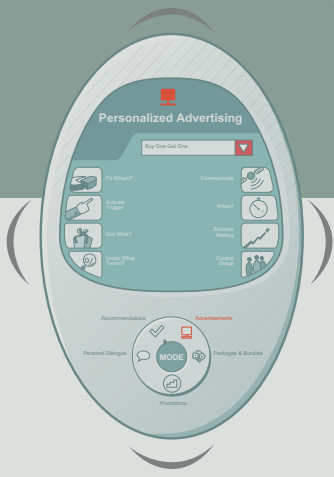 Personalized Advertising
Buy One Get One
To Whom?
Communicate
Activate
Trigger
When?
Get What?
Success
Metrics
Under What
Terms?
Control
Group
Recommendations
Advertisements
Personal Dialogue
MODE
Packages & Bundles
Promotions